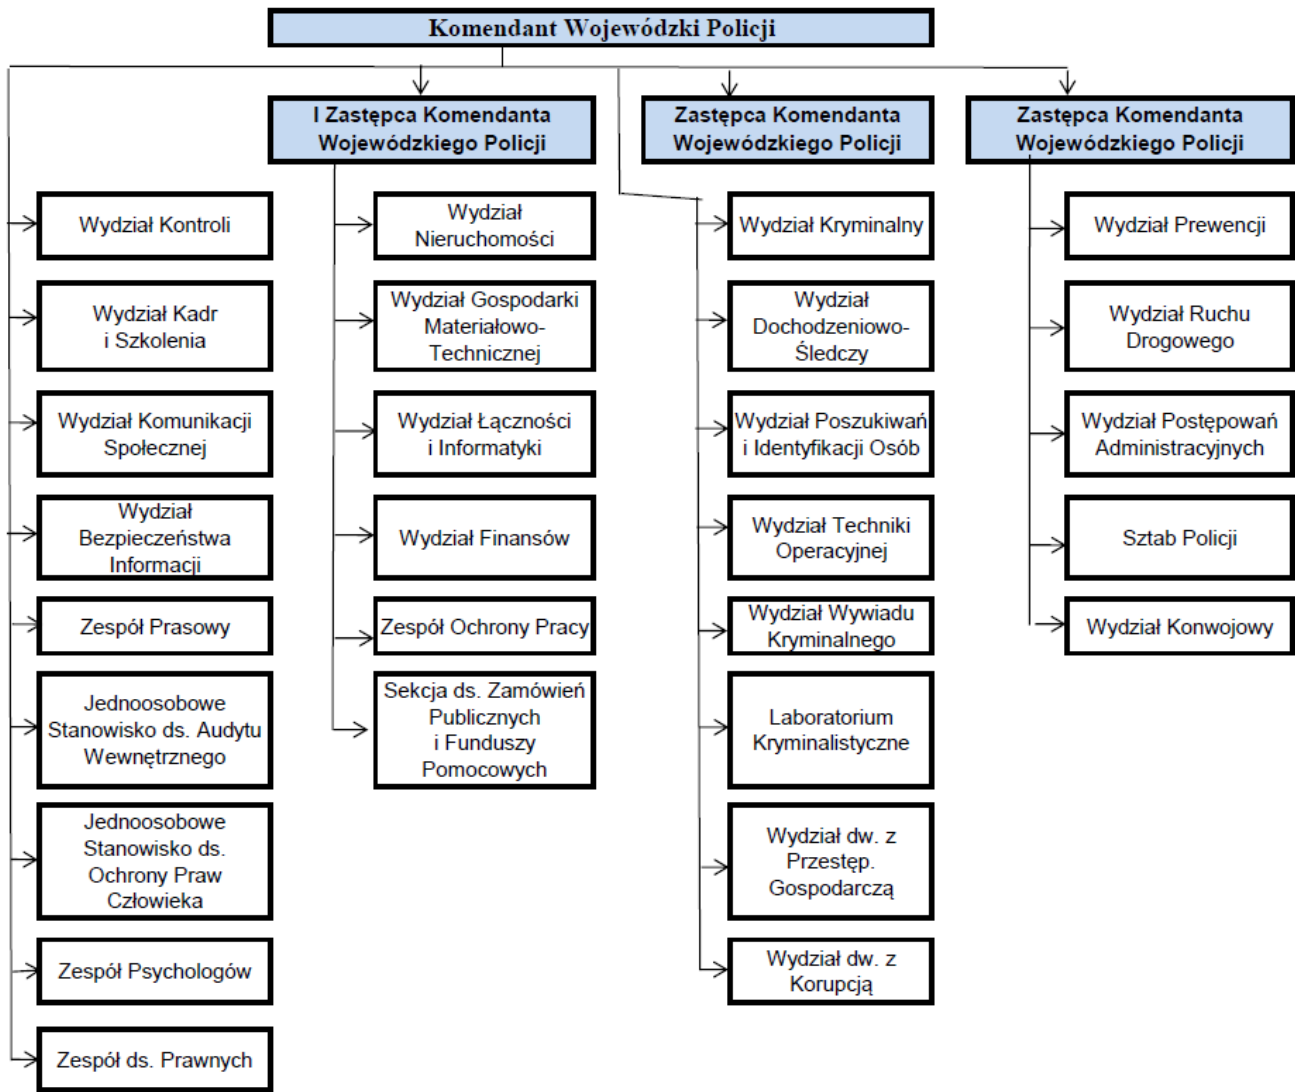 Komendant Wojewódzki Policji
I Zastępca Komendanta
Wojewódzkiego Policji
Zastępca Komendanta
Wojewódzkiego Policji
Zastępca Komendanta
Wojewódzkiego Policji
Wydział Kontroli
Wydział Kadr
i Szkolenia
Wydział Komunikacji
Społecznej
Wydział
Bezpieczeństwa
Informacji
Zespół Prasowy
Jednoosobowe
Stanowisko ds. Audytu
Wewnętrznego
Jednoosobowe
Stanowisko ds.
Ochrony Praw
Człowieka
Zespół Psychologów
Zespół ds. Prawnych
Wydział
Nieruchomości
Wydział Gospodarki
Materiałowo-
Technicznej
Wydział Łączności
i Informatyki
Wydział Finansów
Zespół Ochrony Pracy
Sekcja ds. Zamówień
Publicznych
i Funduszy
Pomocowych
Wydział Kryminalny
Wydział
Dochodzeniowo-
Śledczy
Wydział Poszukiwań
i Identyfikacji Osób
Wydział Techniki
Operacyjnej
Wydział Wywiadu
Kryminalnego
Laboratorium
Kryminalistyczne
Wydział dw. z
Przestęp.
Gospodarczą
Wydział dw. z
Korupcją
Wydział Prewencji
Wydział Ruchu
Drogowego
Wydział Postępowań
Administracyjnych
Sztab Policji
Wydział Konwojowy